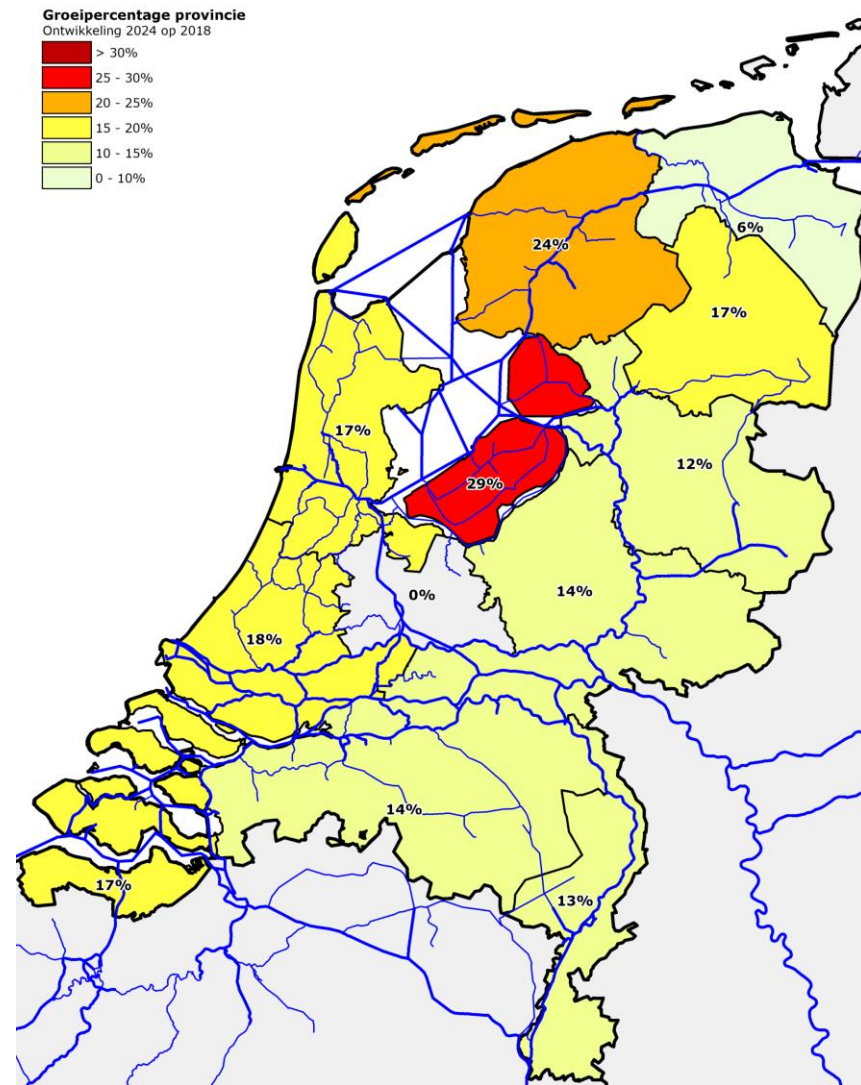 Groeipercentage provincie
Ontwikkeling 2024 op 2018
> 30%
25 - 30%
20 - 25%
15 - 20%
10 - 15%
0 - 10%
6%
24%
17%
17%
12%
29%
14%
0%
18%
14%
17%
13%